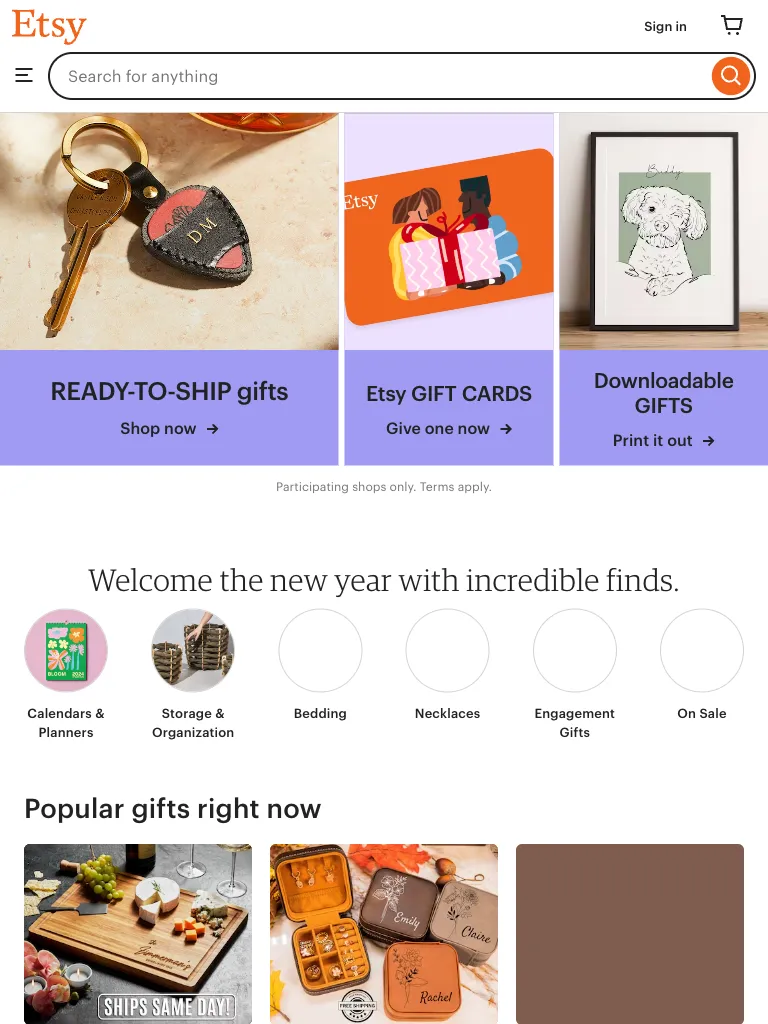 Etsy
Sign in
Search for anything
DM
Etsy
Buddy
READY-TO-SHIP gifts
Shop now →
Etsy GIFT CARDS
Give one now →
Downloadable
GIFTS
Print it out →
Participating shops only. Terms apply.
Welcome the new year with incredible finds.
BLOOM 2024
Calendars &
Planners
Storage &
Organization
Bedding
Necklaces
Engagement
Gifts
On Sale
Popular gifts right now
The
Zimmerman's
SHIPS SAME DAY!
Emily
Claire
Rachel
FREE SHIPPING